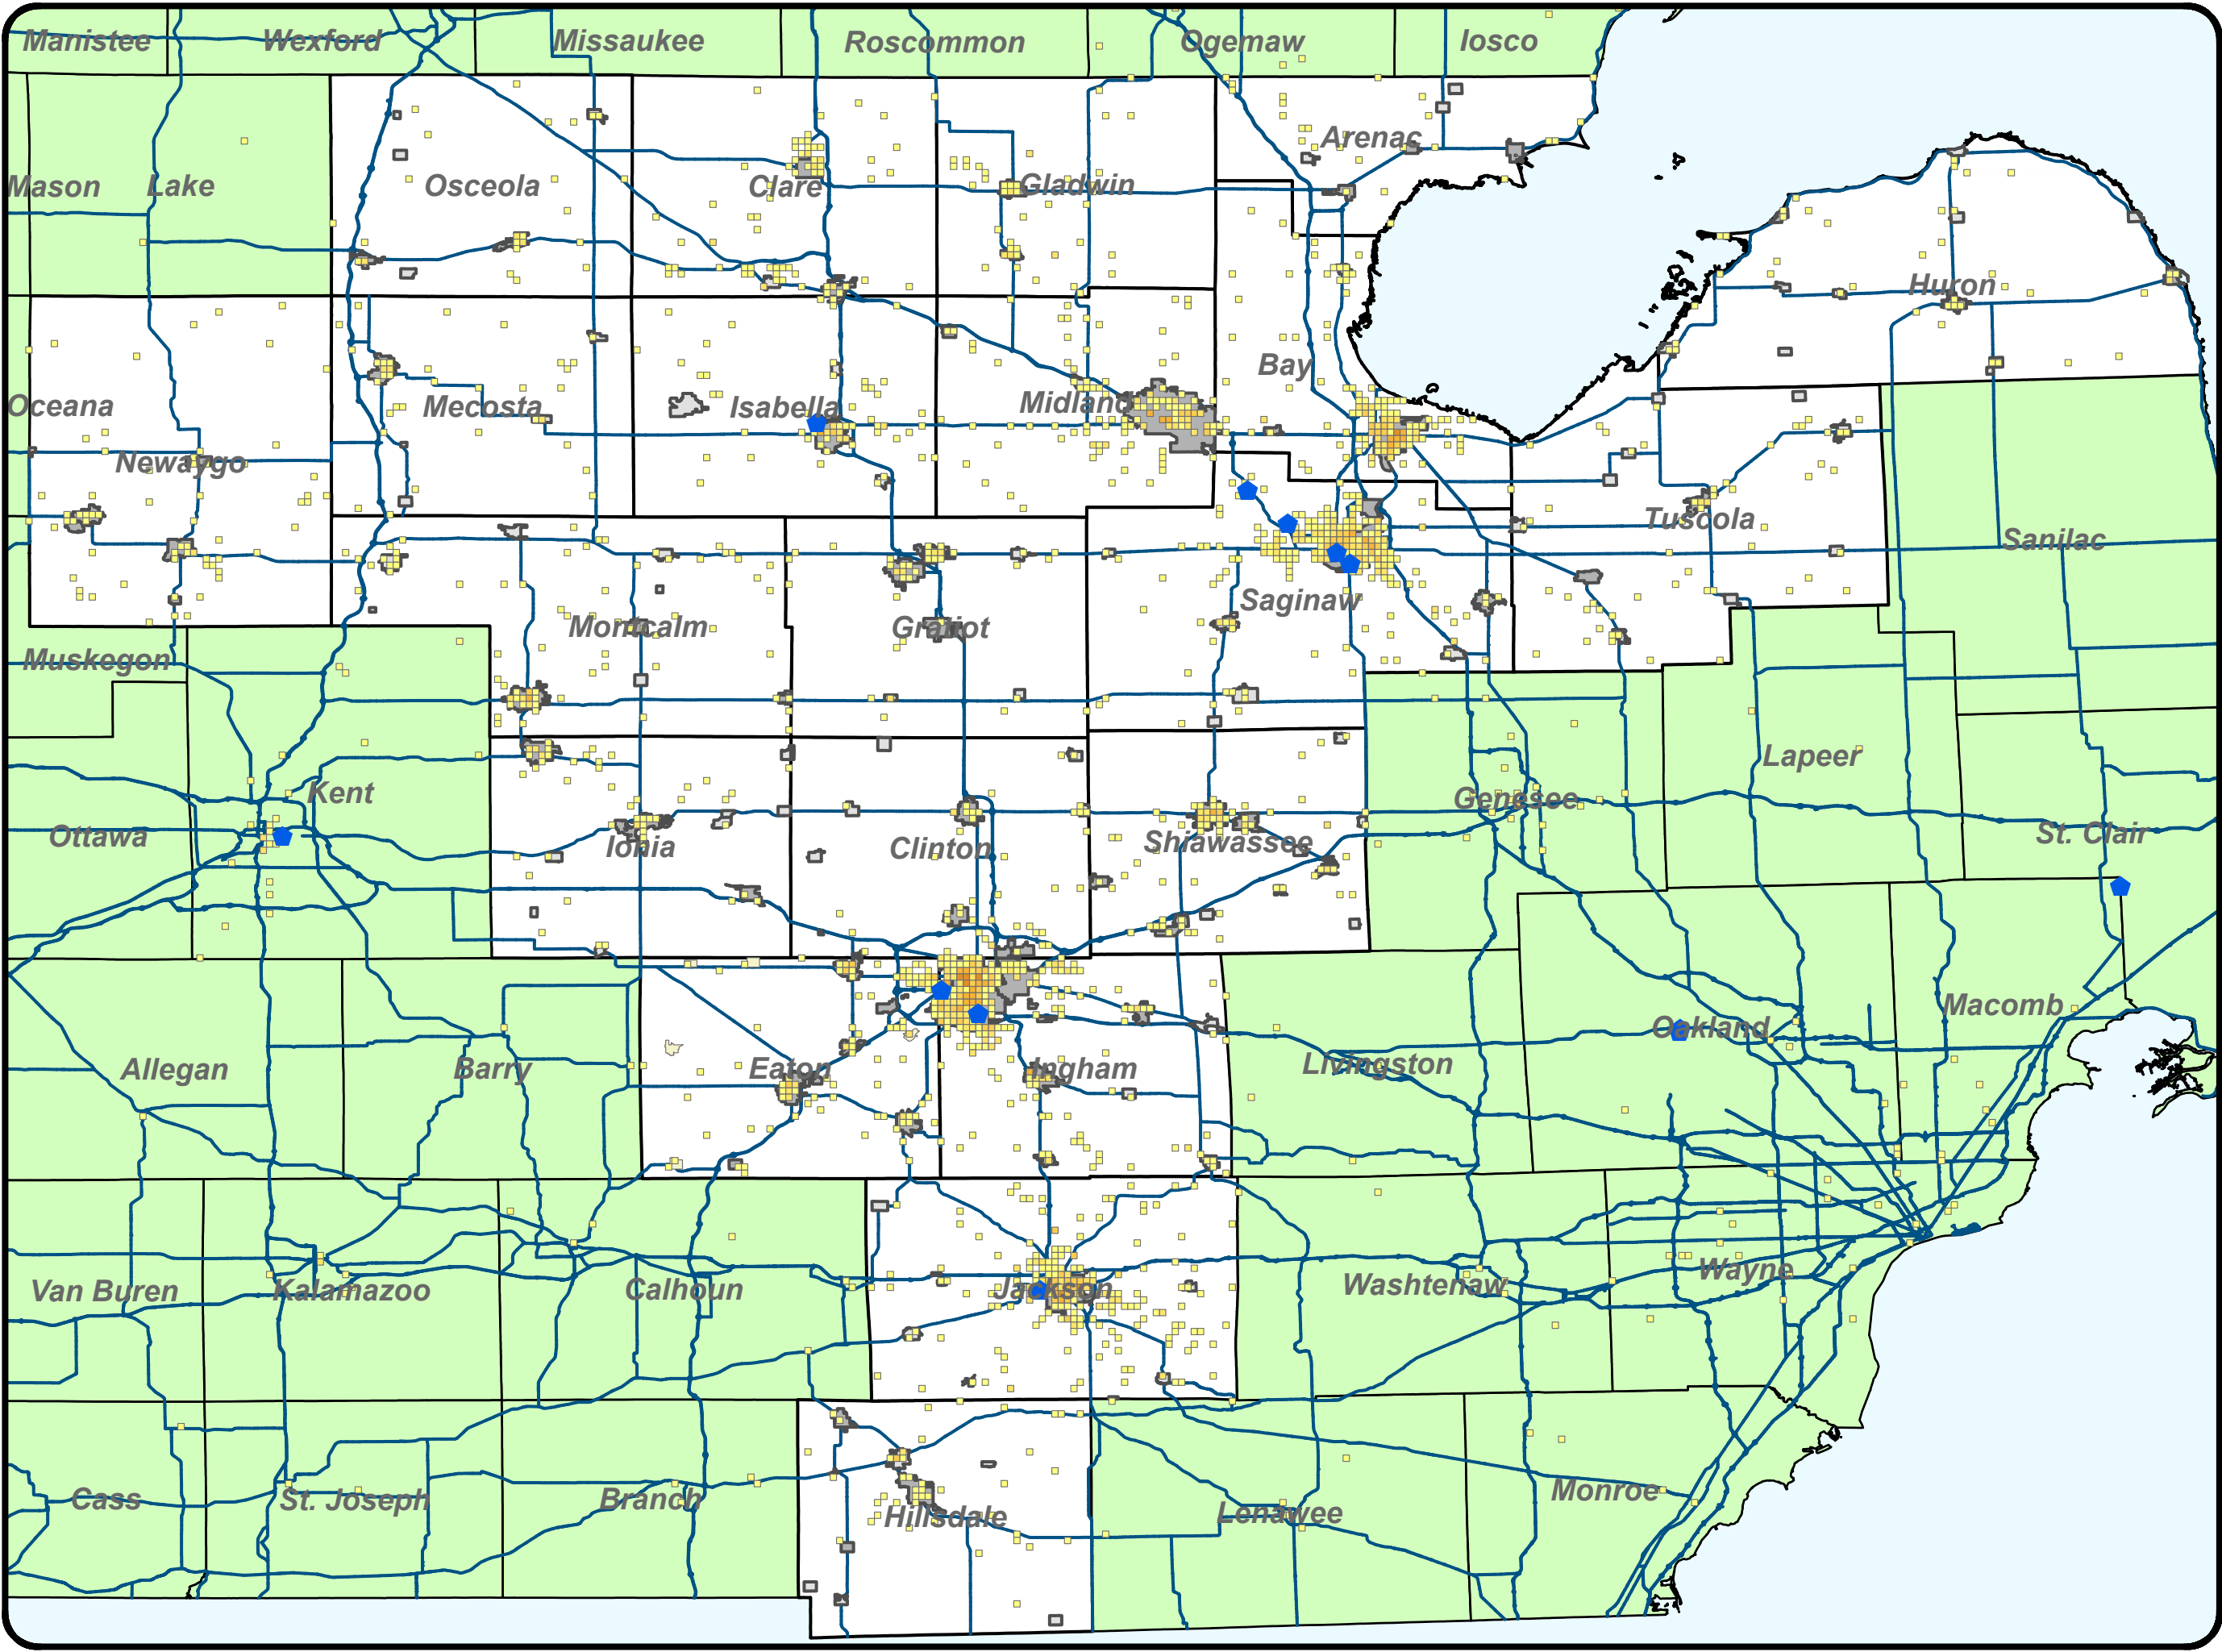 Manistee
Wexford
Missaukee
Roscommon
Ogemaw
Iosco
Arenac
Mason
Lake
Osceola
Clare
Gladwin
Huron
Bay
Oceana
Mecosta
Isabella
Midland
Newaygo
Tuscola
Sanilac
Saginaw
Montcalm
Gratiot
Muskegon
Lapeer
Kent
Genesee
Ottawa
Ionia
Clinton
Shiawassee
St. Clair
Macomb
Oakland
Allegan
Barry
Eaton
Ingham
Livingston
Van Buren
Kalamazoo
Calhoun
Jackson
Washtenaw
Wayne
Cass
St. Joseph
Branch
Hillsdale
Lenawee
Monroe